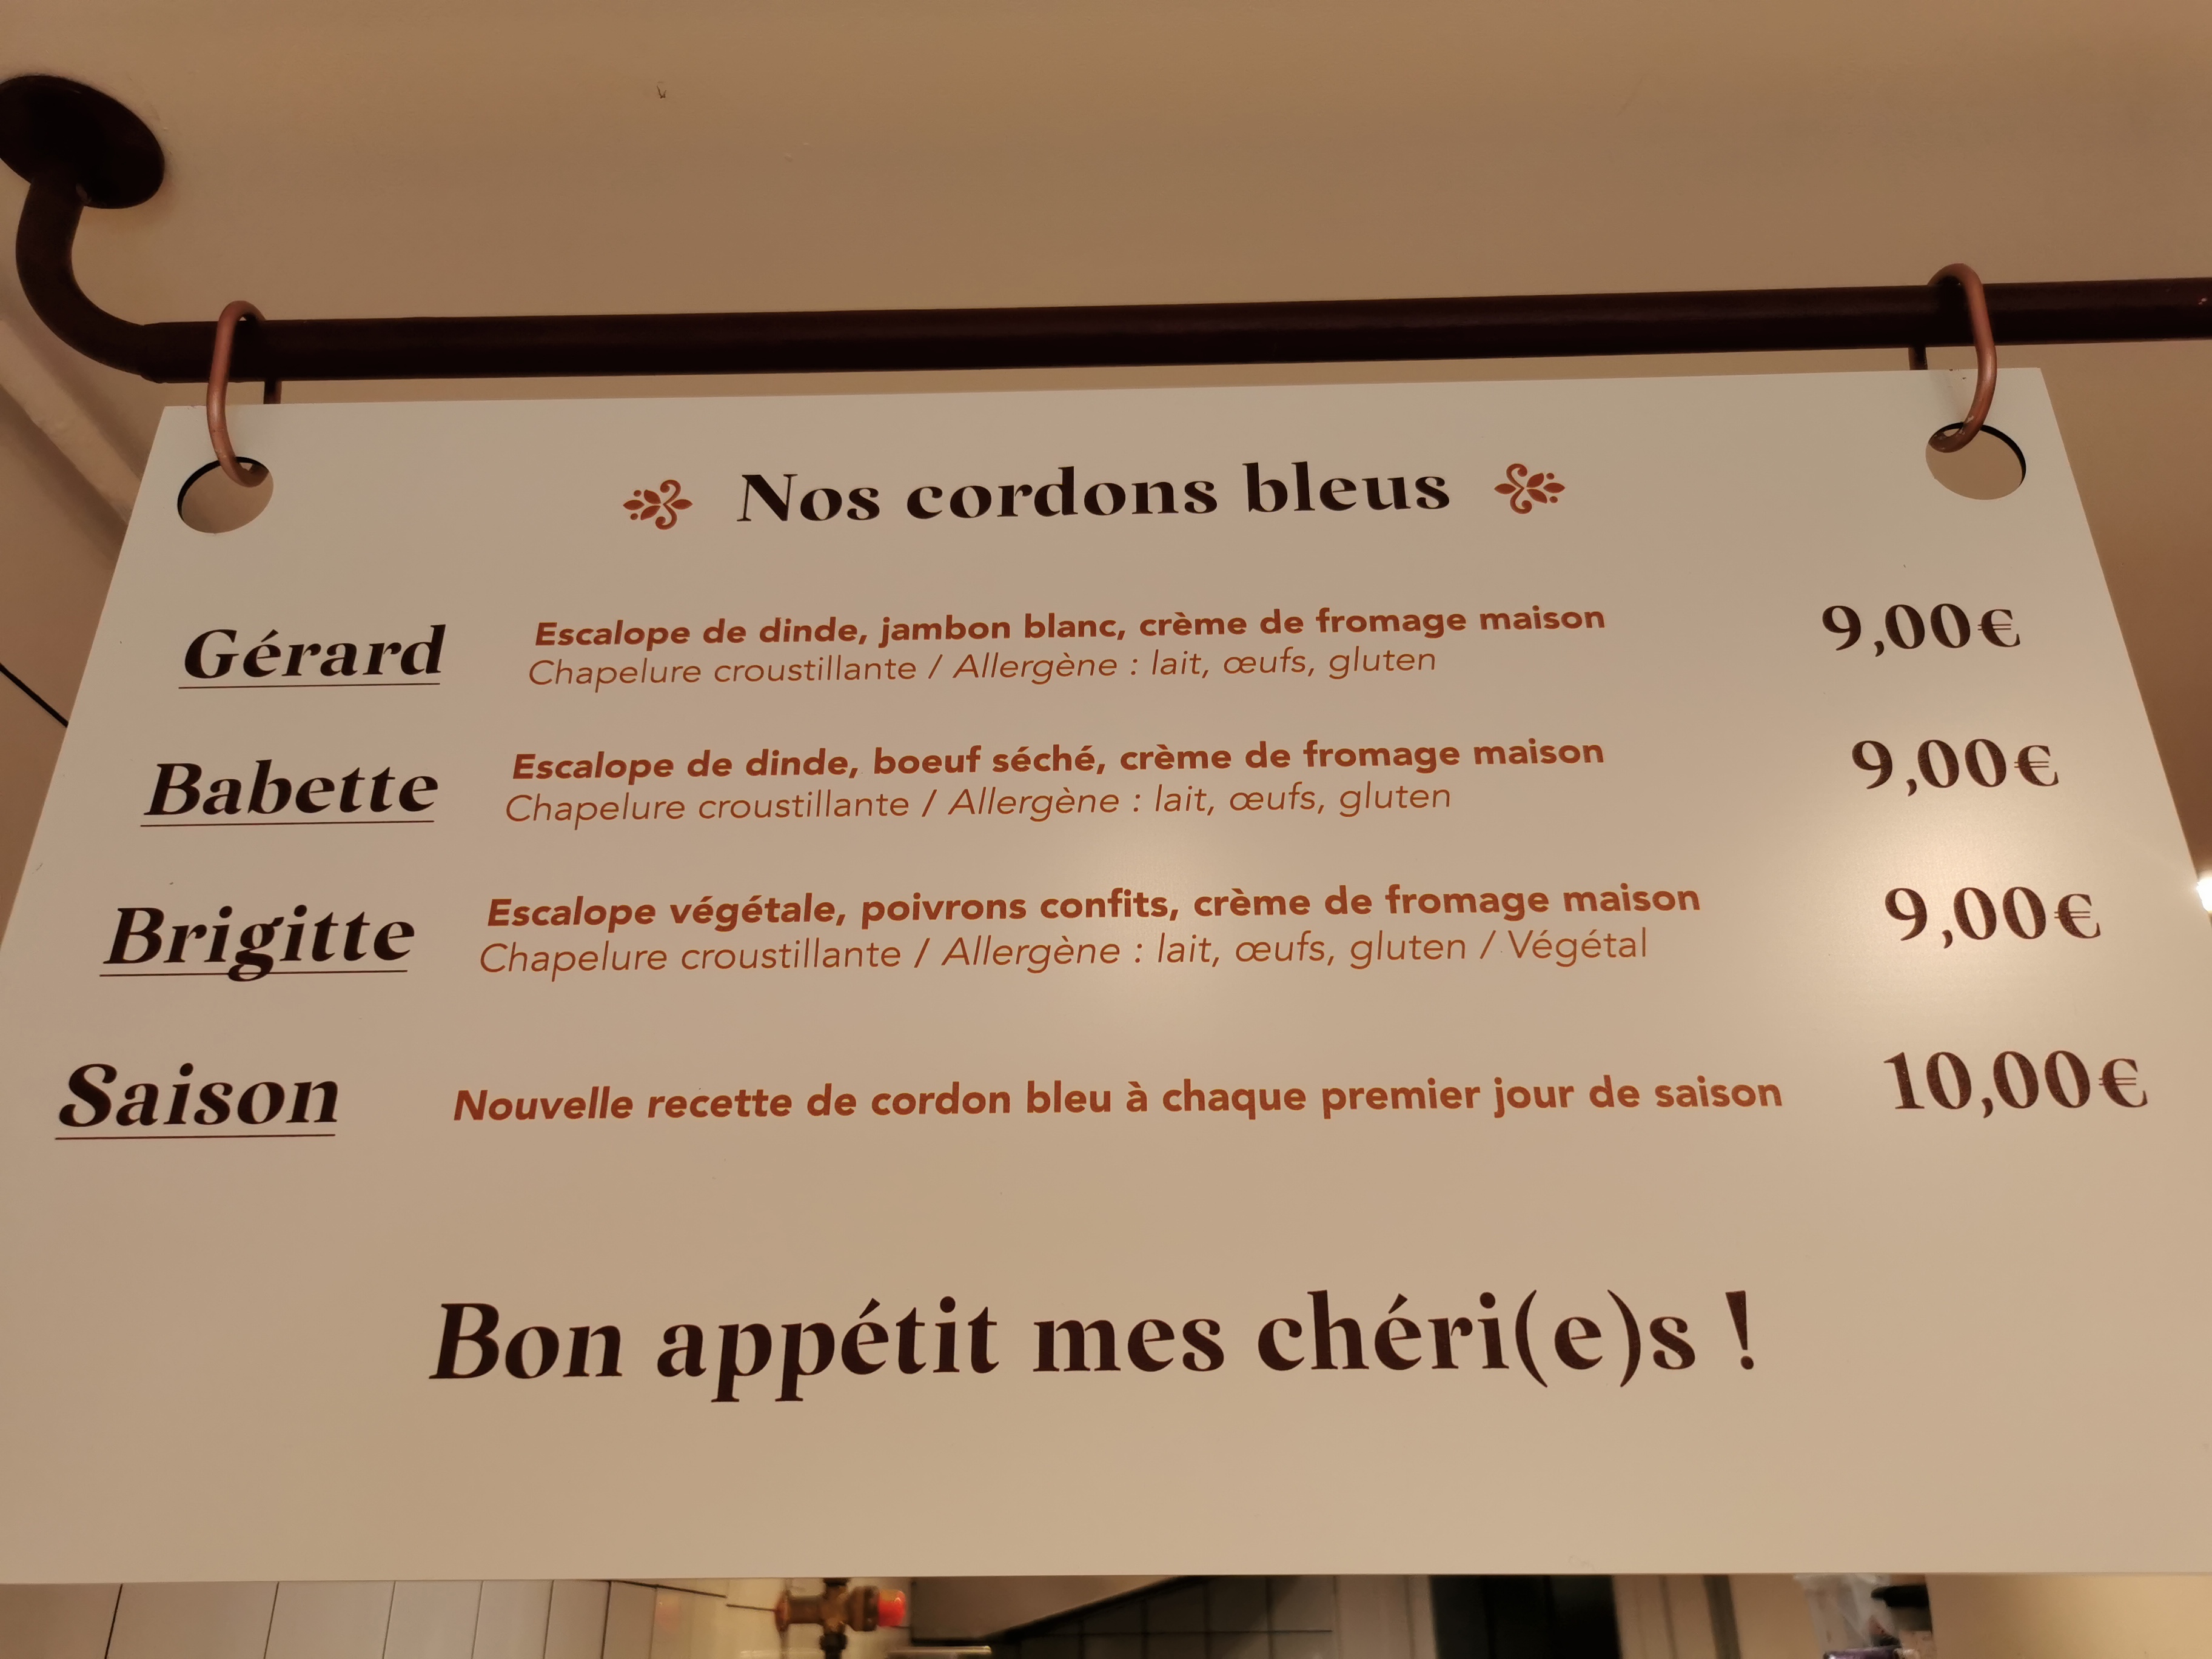 Nos cordons bleus
Gérard
Escalope de dinde, jambon blanc, crème de fromage maison
Chapelure croustillante / Allergène : lait, œufs, gluten
9,00€
Babette
Escalope de dinde, boeuf séché, crème de fromage maison
Chapelure croustillante / Allergène : lait, œufs, gluten
9,00€
Brigitte
Escalope végétale, poivrons confits, crème de fromage maison
Chapelure croustillante / Allergène : lait, œufs, gluten / Végétal
9,00€
Saison
Nouvelle recette de cordon bleu à chaque premier jour de saison
10,00€
Bon appétit mes chéri(e)s !